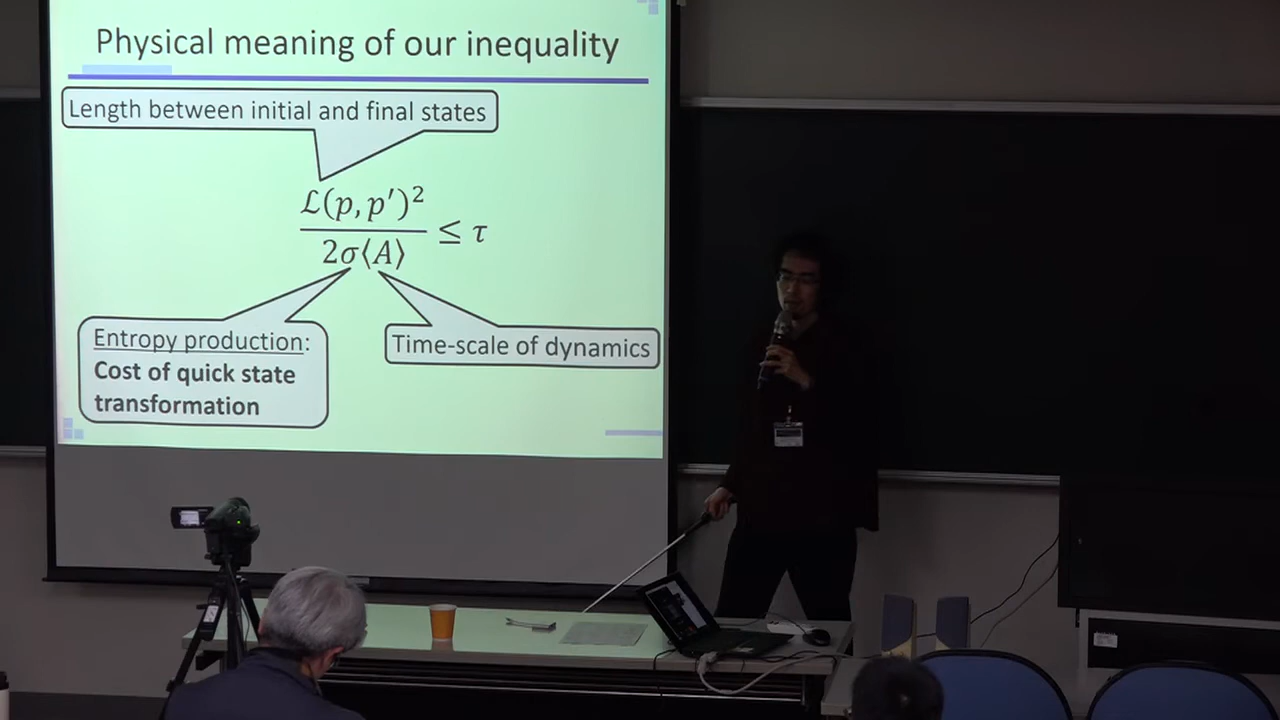 Physical meaning of our inequality
Length between initial and final states
ℒ(p, p′)²
2σ⟨A⟩
≤ τ
Entropy production:
Cost of quick state
transformation
Time-scale of dynamics